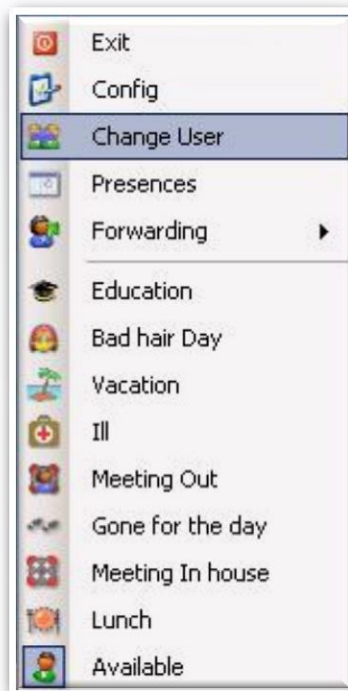 Exit
Config
Change User
Presences
Forwarding
Education
Bad hair Day
Vacation
Ill
Meeting Out
Gone for the day
Meeting In house
Lunch
Available